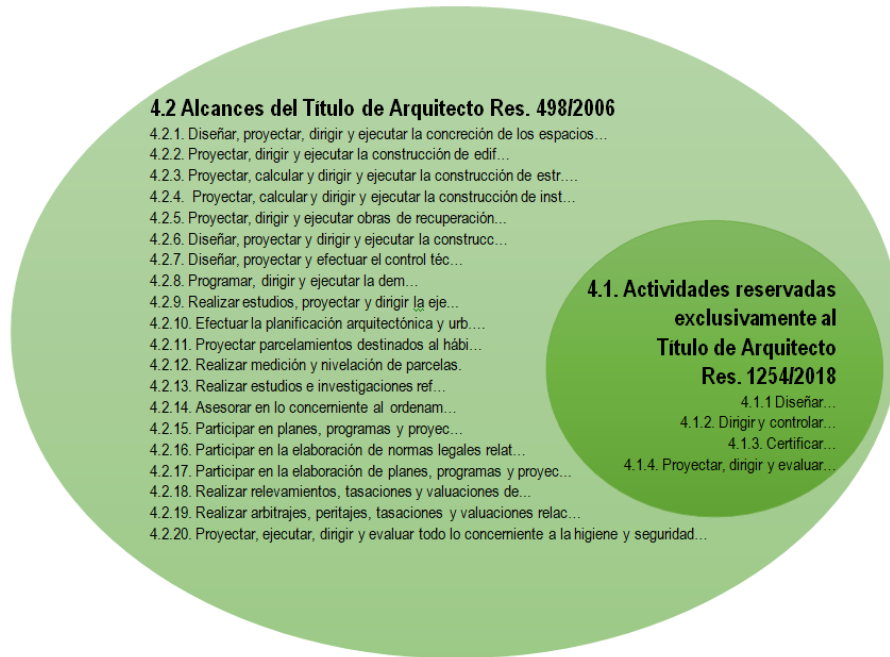 4.2 Alcances del Título de Arquitecto Res. 498/2006
4.2.1. Diseñar, proyectar, dirigir y ejecutar la concreción de los espacios…
4.2.2. Proyectar, dirigir y ejecutar la construcción de edif…
4.2.3. Proyectar, calcular y dirigir y ejecutar la construcción de estr….
4.2.4. Proyectar, calcular y dirigir y ejecutar la construcción de inst…
4.2.5. Proyectar, dirigir y ejecutar obras de recuperación…
4.2.6. Diseñar, proyectar y dirigir y ejecutar la construcc…
4.2.7. Diseñar, proyectar y efectuar el control téc…
4.2.8. Programar, dirigir y ejecutar la dem…
4.2.9. Realizar estudios, proyectar y dirigir la eje…
4.2.10. Efectuar la planificación arquitectónica y urb….
4.2.11. Proyectar parcelamientos destinados al hábi…
4.2.12. Realizar medición y nivelación de parcelas.
4.2.13. Realizar estudios e investigaciones ref…
4.2.14. Asesorar en lo concerniente al ordenam…
4.2.15. Participar en planes, programas y proyec…
4.2.16. Participar en la elaboración de normas legales relat…
4.2.17. Participar en la elaboración de planes, programas y proyec…
4.2.18. Realizar relevamientos, tasaciones y valuaciones de…
4.2.19. Realizar arbitrajes, peritajes, tasaciones y valuaciones relac…
4.2.20. Proyectar, ejecutar, dirigir y evaluar todo lo concerniente a la higiene y seguridad…
4.1. Actividades reservadas
exclusivamente al
Título de Arquitecto
Res. 1254/2018
4.1.1 Diseñar…
4.1.2. Dirigir y controlar…
4.1.3. Certificar…
4.1.4. Proyectar, dirigir y evaluar…